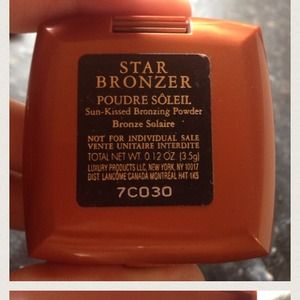 STAR
BRONZER
POUDRE SÔLEIL
Sun-Kissed Bronzing Powder
Bronze Solaire
NOT FOR INDIVIDUAL SALE
VENTE UNITAIRE INTERDITE
TOTAL NET WT. 0.12 OZ (3.5g)
LUXURY PRODUCTS LLC, NEW YORK, NY 10017
DIST. LANCÔME CANADA MONTRÉAL H4T 1K5
7C030